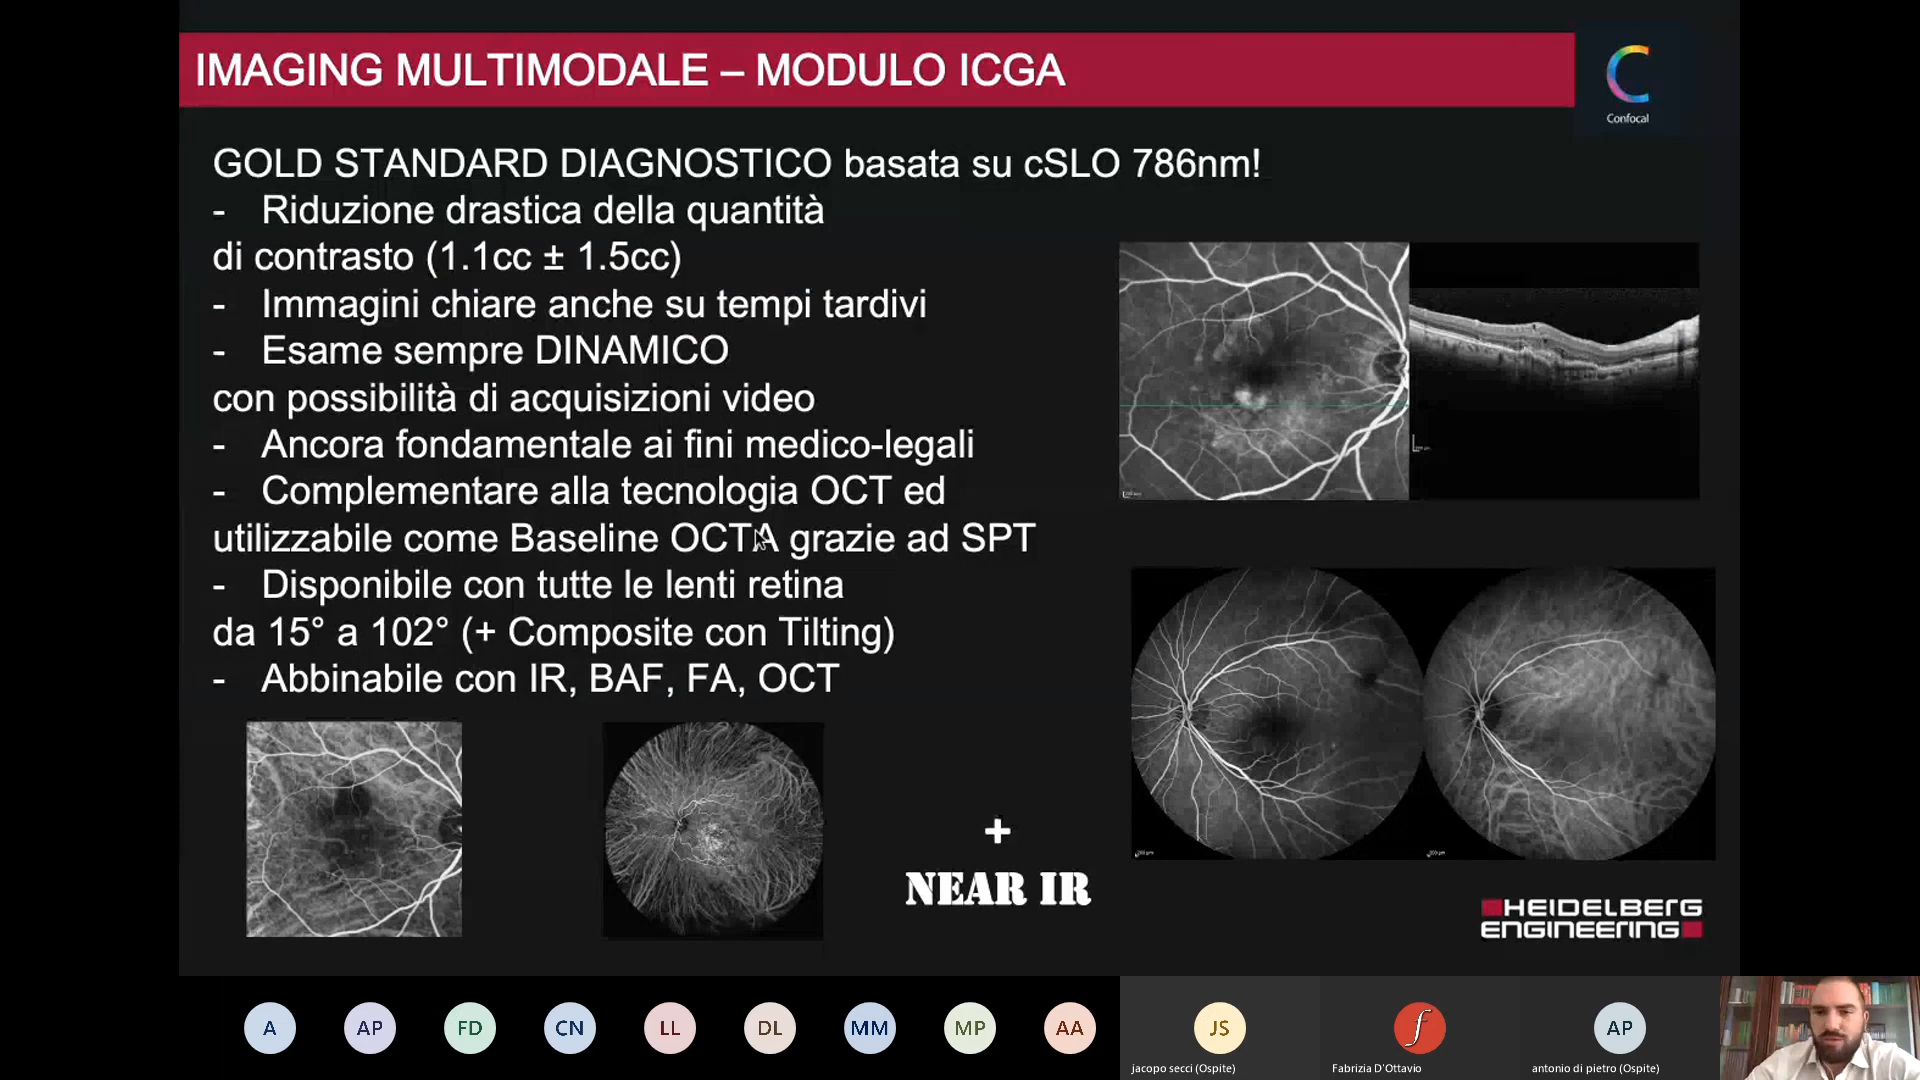 IMAGING MULTIMODALE – MODULO ICGA
Confocal
GOLD STANDARD DIAGNOSTICO basata su cSLO 786nm!
- Riduzione drastica della quantità
di contrasto (1.1cc ± 1.5cc)
- Immagini chiare anche su tempi tardivi
- Esame sempre DINAMICO
con possibilità di acquisizioni video
- Ancora fondamentale ai fini medico-legali
- Complementare alla tecnologia OCT ed
utilizzabile come Baseline OCTA grazie ad SPT
- Disponibile con tutte le lenti retina
da 15° a 102° (+ Composite con Tilting)
- Abbinabile con IR, BAF, FA, OCT
+
NEAR IR
HEIDELBERG
ENGINEERING
A AP FD CN LL DL MM MP AA JS f AP
jacopo secci (Ospite) Fabrizia D'Ottavio antonio di pietro (Ospite)